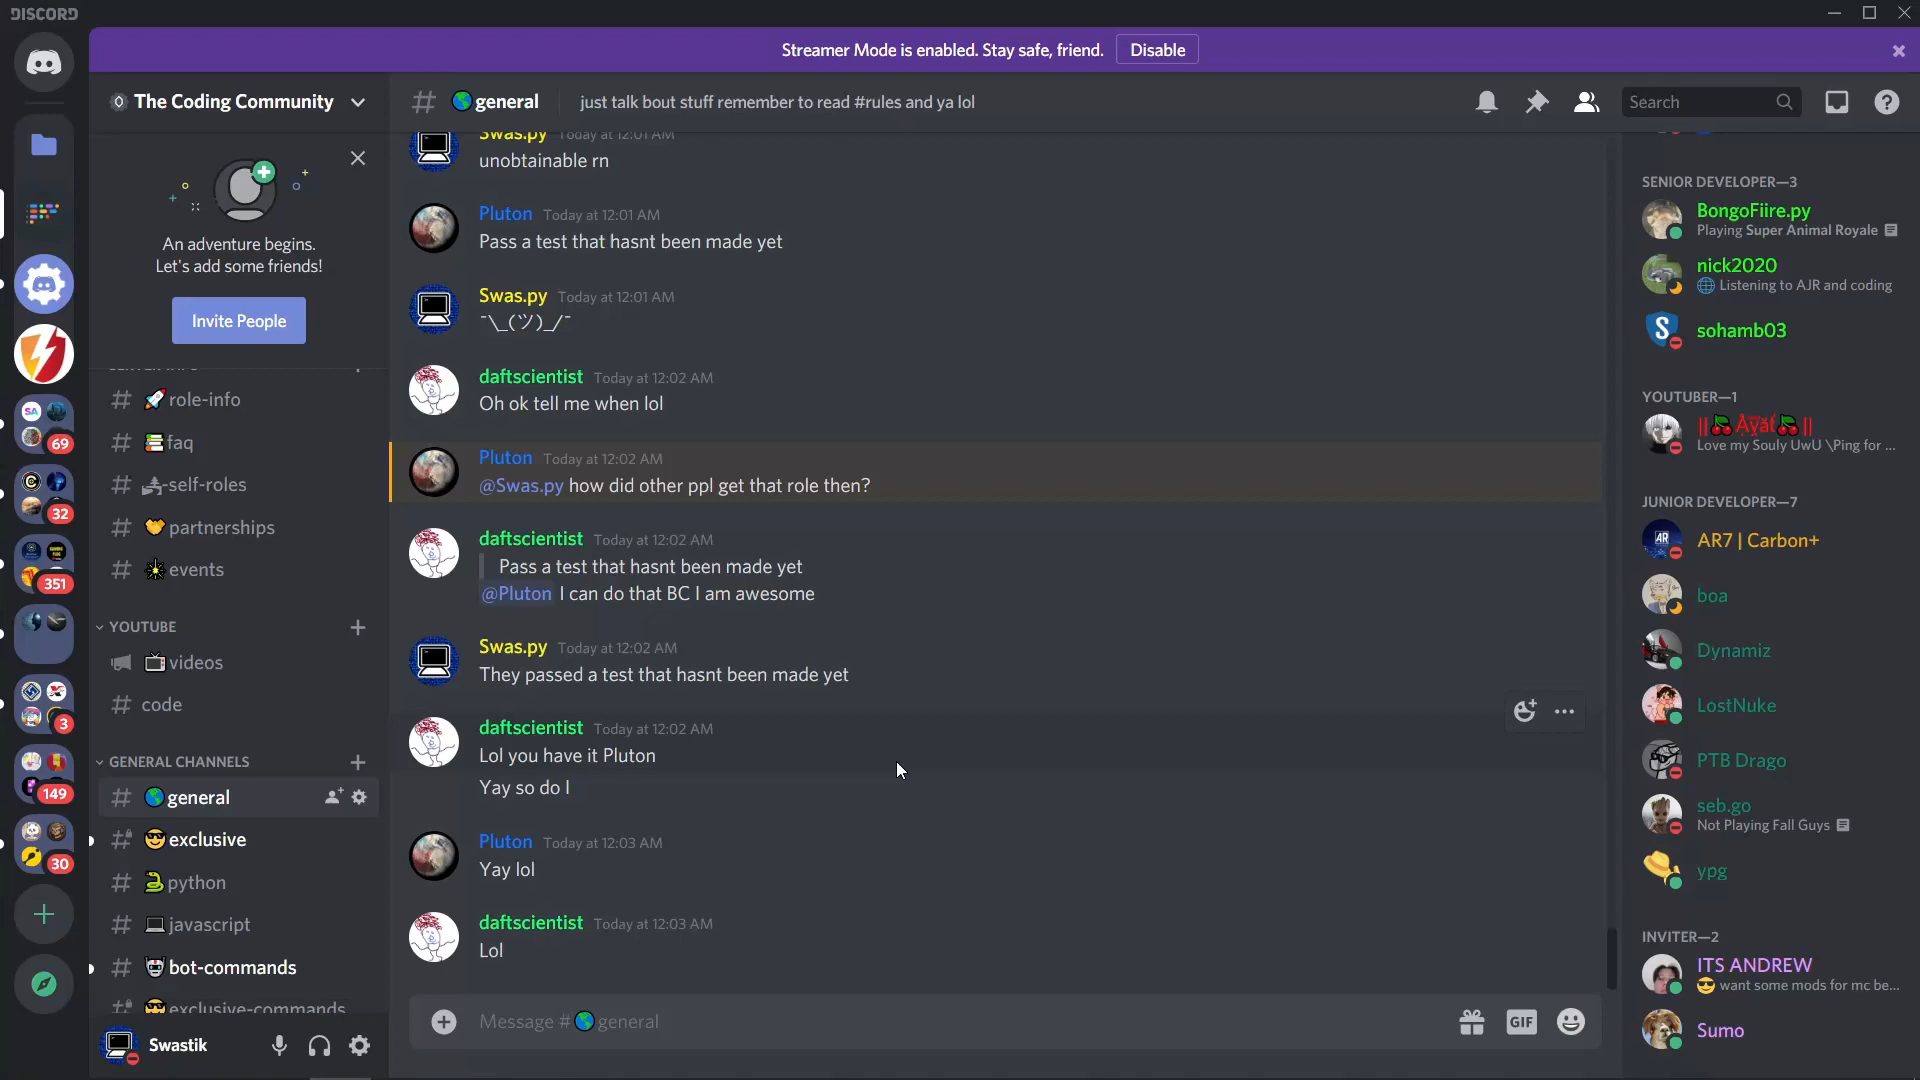 DISCORD
Streamer Mode is enabled. Stay safe, friend.
Disable
The Coding Community
general
just talk bout stuff remember to read #rules and ya lol
Search
An adventure begins.
Let's add some friends!
Invite People
# role-info
# faq
# -self-roles
# partnerships
# events
YOUTUBE
videos
# code
GENERAL CHANNELS
# general
# exclusive
# python
# javascript
# bot-commands
# exclusive-commands
Swastik
69
32
351
3
149
30
SA
Swas.py Today at 12:01 AM
unobtainable rn
Pluton Today at 12:01 AM
Pass a test that hasnt been made yet
Swas.py Today at 12:01 AM
¯\_(ツ)_/¯
daftscientist Today at 12:02 AM
Oh ok tell me when lol
Pluton Today at 12:02 AM
@Swas.py how did other ppl get that role then?
daftscientist Today at 12:02 AM
Pass a test that hasnt been made yet
@Pluton I can do that BC I am awesome
Swas.py Today at 12:02 AM
They passed a test that hasnt been made yet
daftscientist Today at 12:02 AM
Lol you have it Pluton
Yay so do I
Pluton Today at 12:03 AM
Yay lol
daftscientist Today at 12:03 AM
Lol
Message # general
GIF
SENIOR DEVELOPER—3
BongoFiire.py
Playing Super Animal Royale
nick2020
Listening to AJR and coding
S
sohamb03
YOUTUBER—1
Love my Souly UwU \Ping for ...
JUNIOR DEVELOPER—7
AR
AR7 | Carbon+
boa
Dynamiz
LostNuke
PTB Drago
seb.go
Not Playing Fall Guys
ypg
INVITER—2
ITS ANDREW
want some mods for mc be...
Sumo